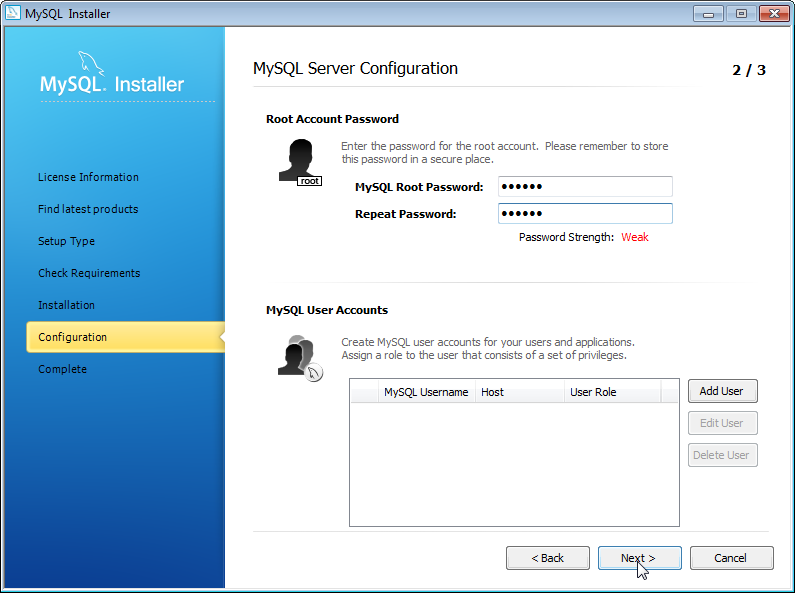 MySQL Installer
MySQL Installer
License Information
Find latest products
Setup Type
Check Requirements
Installation
Configuration
Complete
MySQL Server Configuration
2 / 3
Root Account Password
root
Enter the password for the root account. Please remember to store
this password in a secure place.
MySQL Root Password: ••••••
Repeat Password: ••••••
Password Strength: Weak
MySQL User Accounts
Create MySQL user accounts for your users and applications.
Assign a role to the user that consists of a set of privileges.
MySQL Username Host User Role
Add User
Edit User
Delete User
< Back Next > Cancel